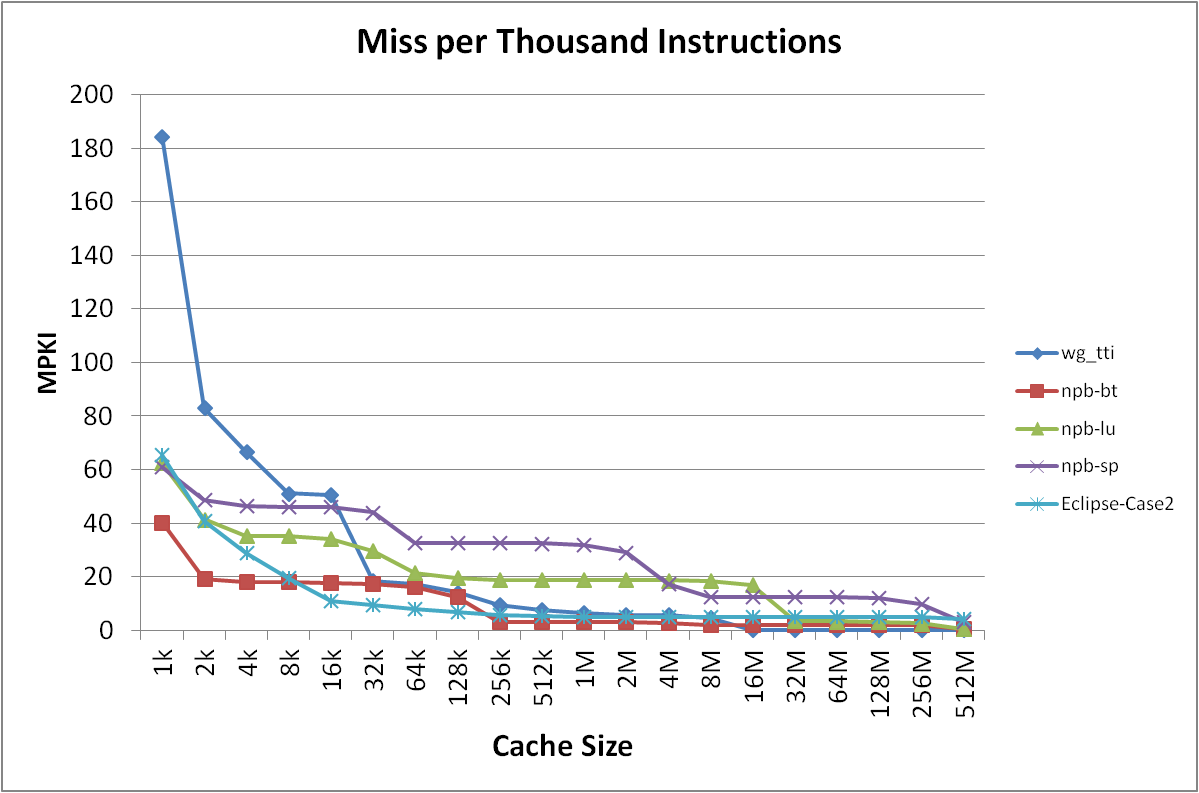 Miss per Thousand Instructions
200
180
160
140
120
100
80
60
40
20
0
MPKI
1k
2k
4k
8k
16k
32k
64k
128k
256k
512k
1M
2M
4M
8M
16M
32M
64M
128M
256M
512M
Cache Size
wg_tti
npb-bt
npb-lu
npb-sp
Eclipse-Case2